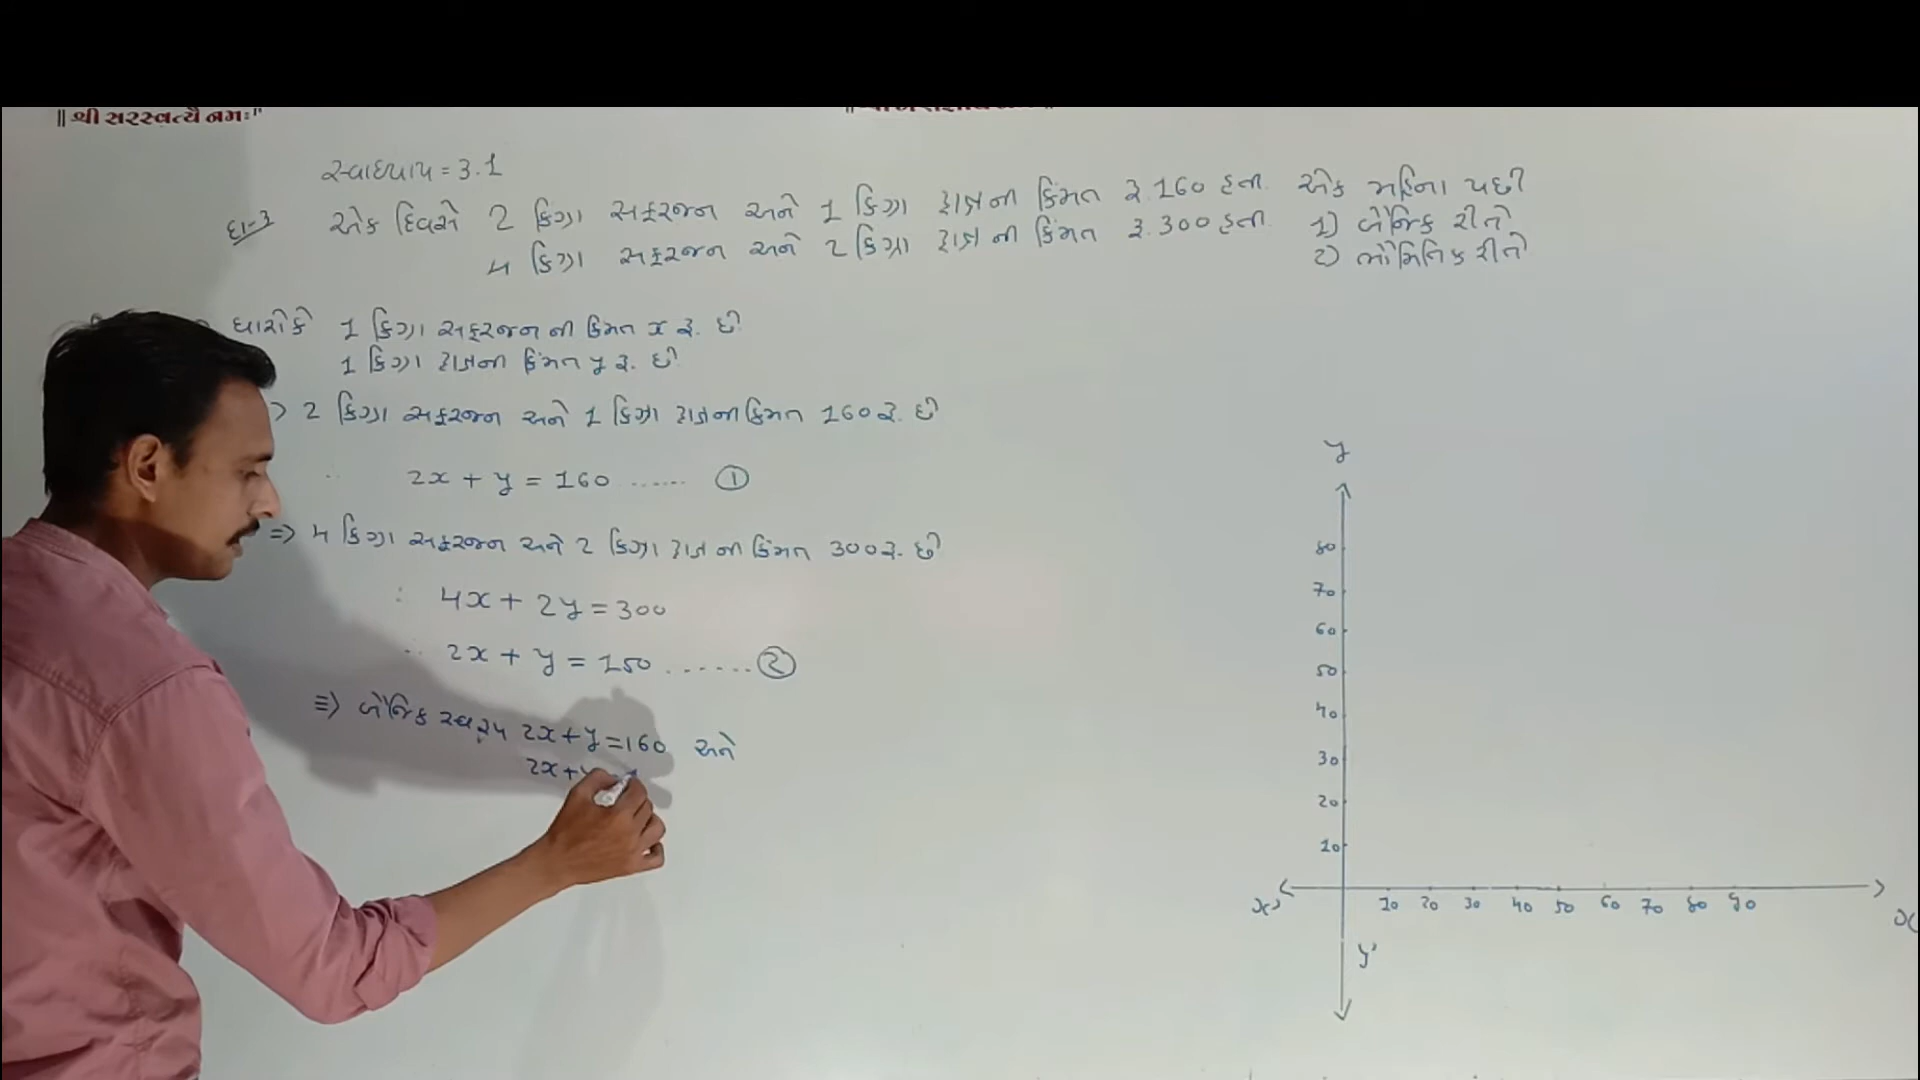 ॥ શ્રી સરસ્વત્યૈ નમઃ"
સ્વાધ્યાય = 3.1
દા-3 એક દિવસે 2 કિગ્રા સફરજન અને 1 કિગ્રા દ્રાક્ષની કિંમત રૂ.160 હતી. એક મહિના પછી
4 કિગ્રા સફરજન અને 2 કિગ્રા દ્રાક્ષ ની કિંમત રૂ.300 હતી. 1) બૈજિક રીતે
2) ભૌમિતિક રીતે
ધારોકે 1 કિગ્રા સફરજન ની કિંમત x રૂ. છે
1 કિગ્રા દ્રાક્ષની કિંમત y રૂ. છે
2 કિગ્રા સફરજન અને 1 કિગ્રા દ્રાક્ષની કિંમત 160 રૂ. છે
2x + y = 160 ....... ①
⇒ 4 કિગ્રા સફરજન અને 2 કિગ્રા દ્રાક્ષ ની કિંમત 300 રૂ. છે
∴ 4x + 2y = 300
∴ 2x + y = 150 ....... ②
⇒ બૈજિક સ્વરૂપ 2x + y = 160 અને
2x +
y
80
70
60
50
40
30
20
10
x' 10 20 30 40 50 60 70 80 90 x
y'